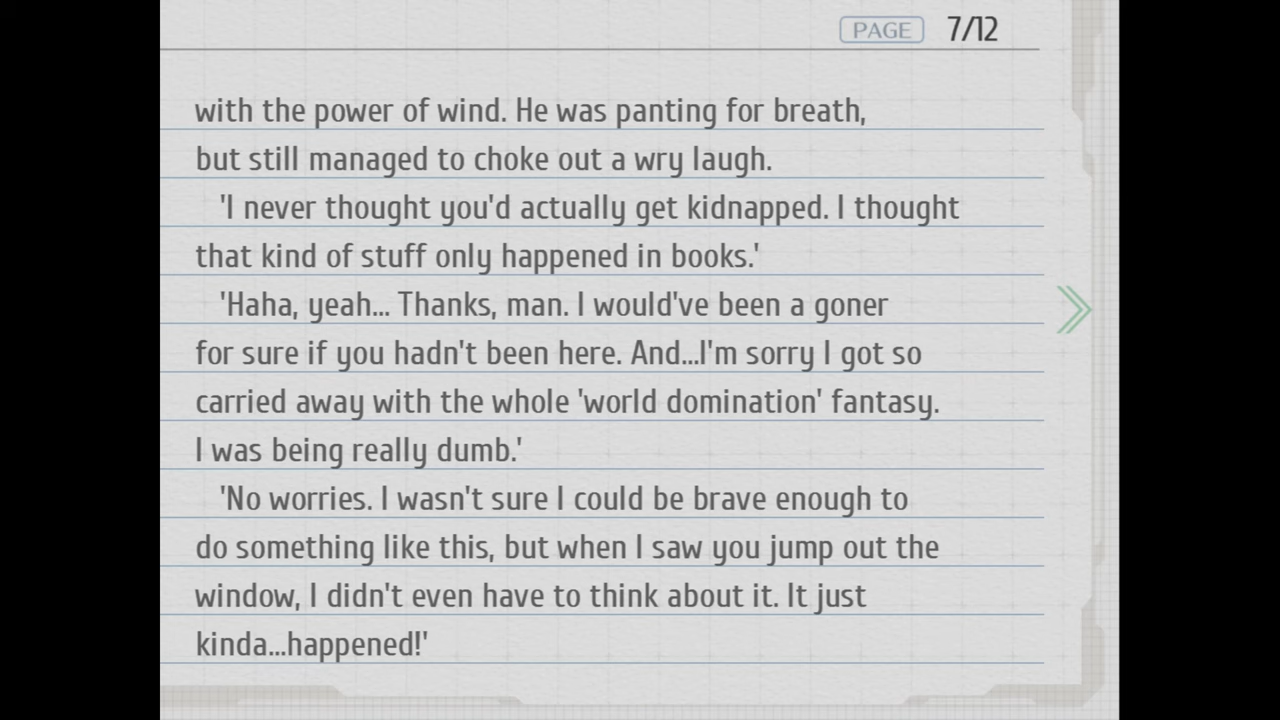 PAGE 7/12
with the power of wind. He was panting for breath,
but still managed to choke out a wry laugh.
'I never thought you'd actually get kidnapped. I thought
that kind of stuff only happened in books.'
'Haha, yeah... Thanks, man. I would've been a goner
for sure if you hadn't been here. And...I'm sorry I got so
carried away with the whole 'world domination' fantasy.
I was being really dumb.'
'No worries. I wasn't sure I could be brave enough to
do something like this, but when I saw you jump out the
window, I didn't even have to think about it. It just
kinda...happened!'